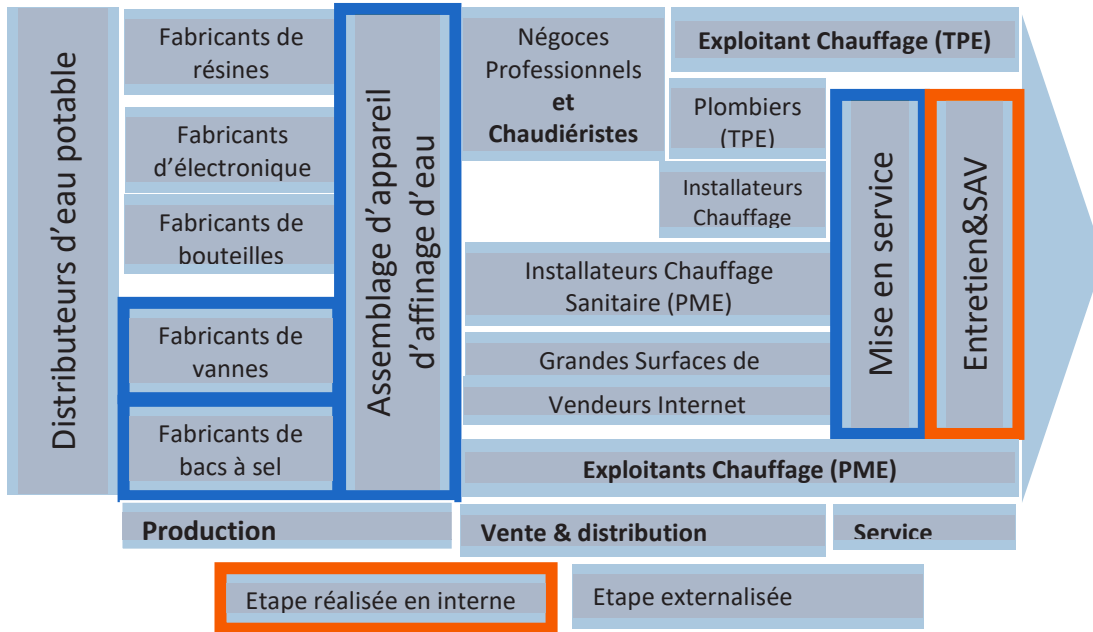 Distributeurs d'eau potable
Fabricants de
résines
Fabricants
d'électronique
Fabricants de
bouteilles
Fabricants de
vannes
Fabricants de
bacs à sel
Assemblage d'appareil
d'affinage d'eau
Négoces
Professionnels
et
Chaudiéristes
Exploitant Chauffage (TPE)
Plombiers
(TPE)
Installateurs
Chauffage
Installateurs Chauffage
Sanitaire (PME)
Grandes Surfaces de
Vendeurs Internet
Exploitants Chauffage (PME)
Mise en service
Entretien&SAV
Production
Vente & distribution
Service
Etape réalisée en interne
Etape externalisée